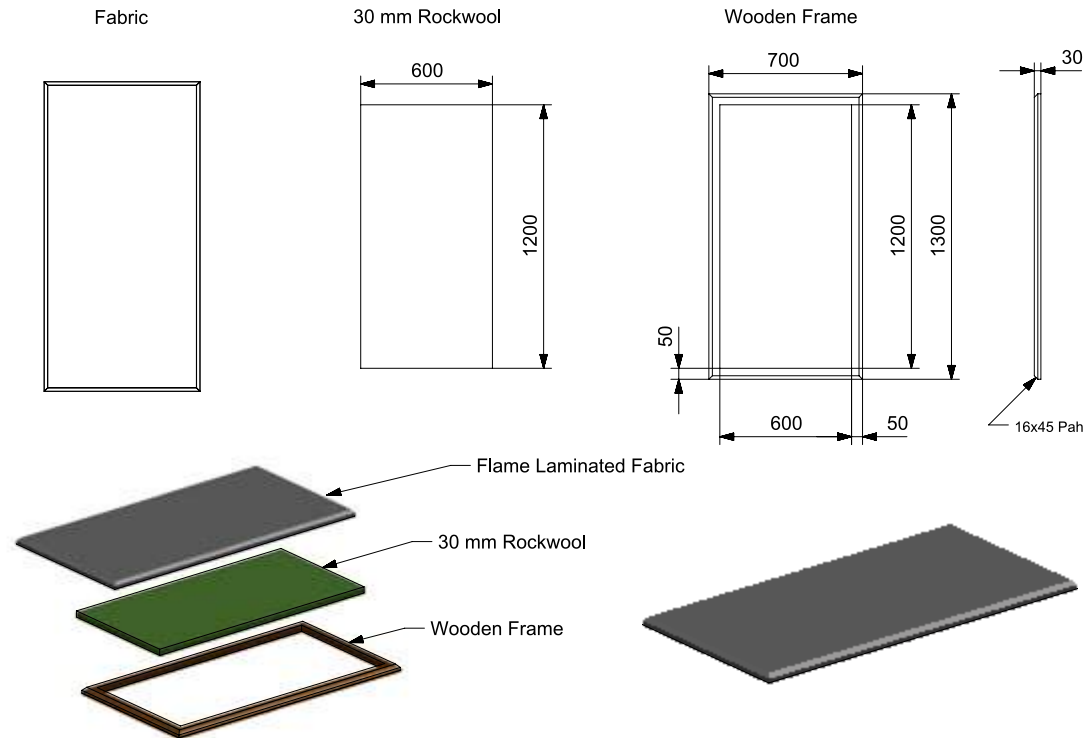 Fabric
30 mm Rockwool
Wooden Frame
600
700
30
1200
1200
1300
50
600
50
16x45 Pah
Flame Laminated Fabric
30 mm Rockwool
Wooden Frame